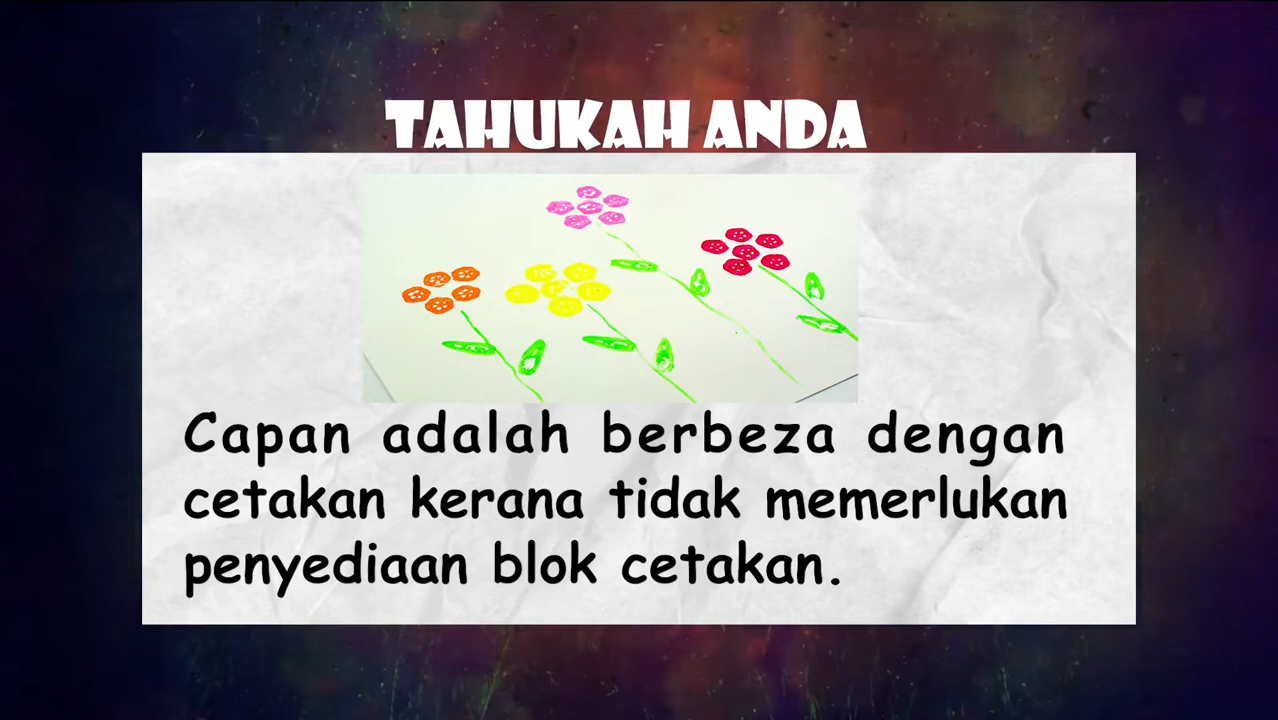 TAHUKAH ANDA
Capan adalah berbeza dengan
cetakan kerana tidak memerlukan
penyediaan blok cetakan.